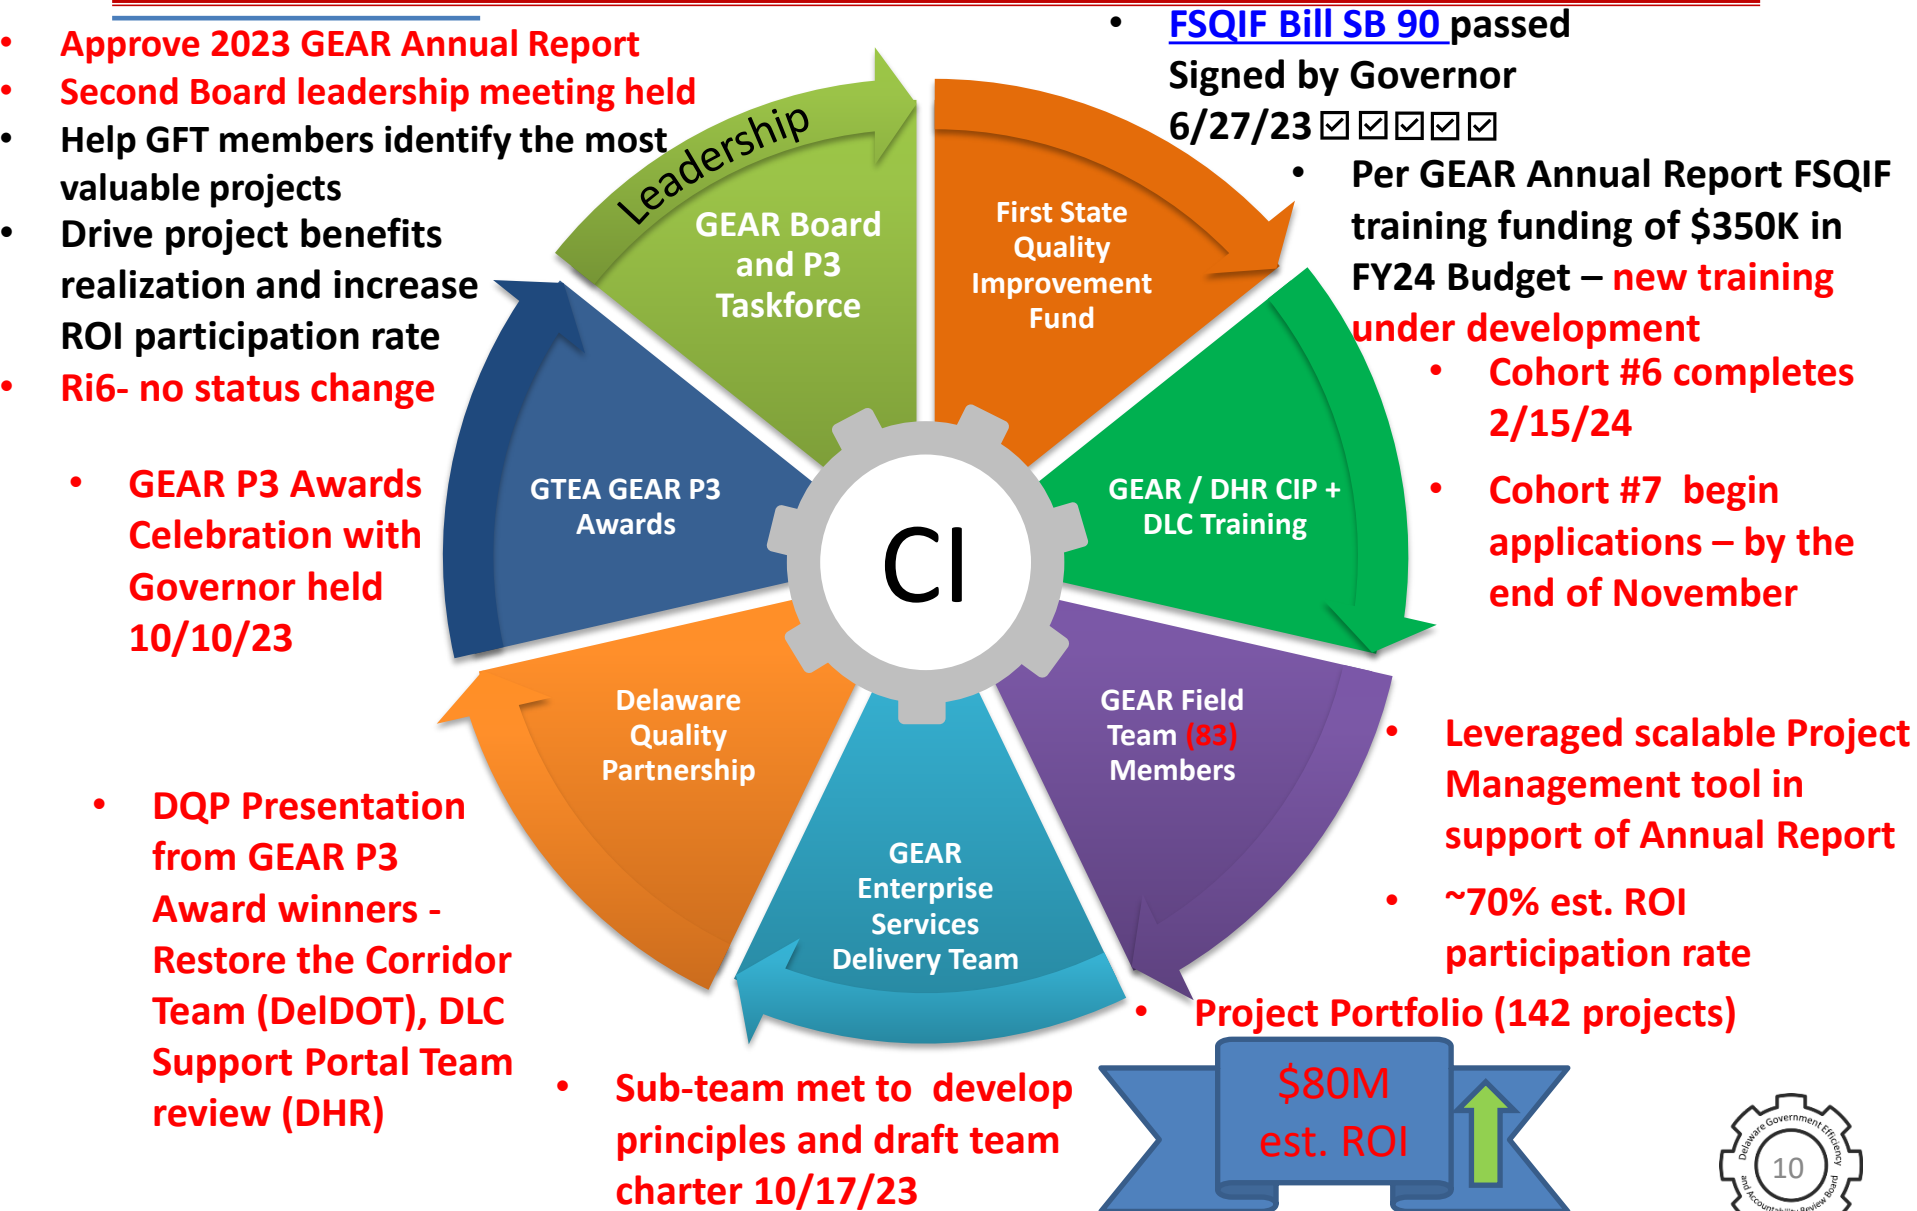 • Approve 2023 GEAR Annual Report
• Second Board leadership meeting held
• Help GFT members identify the most
valuable projects
• Drive project benefits
realization and increase
ROI participation rate
• Ri6- no status change
• GEAR P3 Awards
Celebration with
Governor held
10/10/23
• DQP Presentation
from GEAR P3
Award winners -
Restore the Corridor
Team (DelDOT), DLC
Support Portal Team
review (DHR)
Leadership
GEAR Board
and P3
Taskforce
First State
Quality
Improvement
Fund
GTEA GEAR P3
Awards
GEAR / DHR CIP +
DLC Training
CI
Delaware
Quality
Partnership
GEAR Field
Team (83)
Members
GEAR
Enterprise
Services
Delivery Team
• FSQIF Bill SB 90 passed
Signed by Governor
6/27/23 ☑ ☑ ☑ ☑ ☑
• Per GEAR Annual Report FSQIF
training funding of $350K in
FY24 Budget – new training
under development
• Cohort #6 completes
2/15/24
• Cohort #7 begin
applications – by the
end of November
• Leveraged scalable Project
Management tool in
support of Annual Report
• ~70% est. ROI
participation rate
• Project Portfolio (142 projects)
• Sub-team met to develop
principles and draft team
charter 10/17/23
$80M
est. ROI
Delaware Government Efficiency
10
and Accountability Review Board